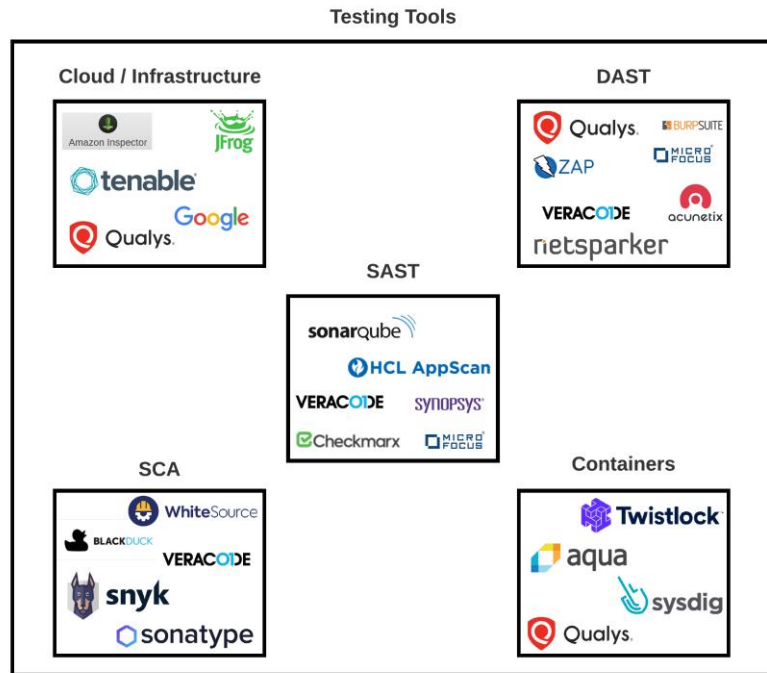 Testing Tools
Cloud / Infrastructure
Amazon Inspector
JFrog
tenable
Google
Qualys.
DAST
Qualys.
BURPSUITE
ZAP
MICRO FOCUS
VERACODE
acunetix
netsparker
SAST
sonarqube
HCL AppScan
VERACODE
SYNOPSYS
Checkmarx
MICRO FOCUS
SCA
WhiteSource
BLACKDUCK
VERACODE
snyk
sonatype
Containers
Twistlock
aqua
sysdig
Qualys.